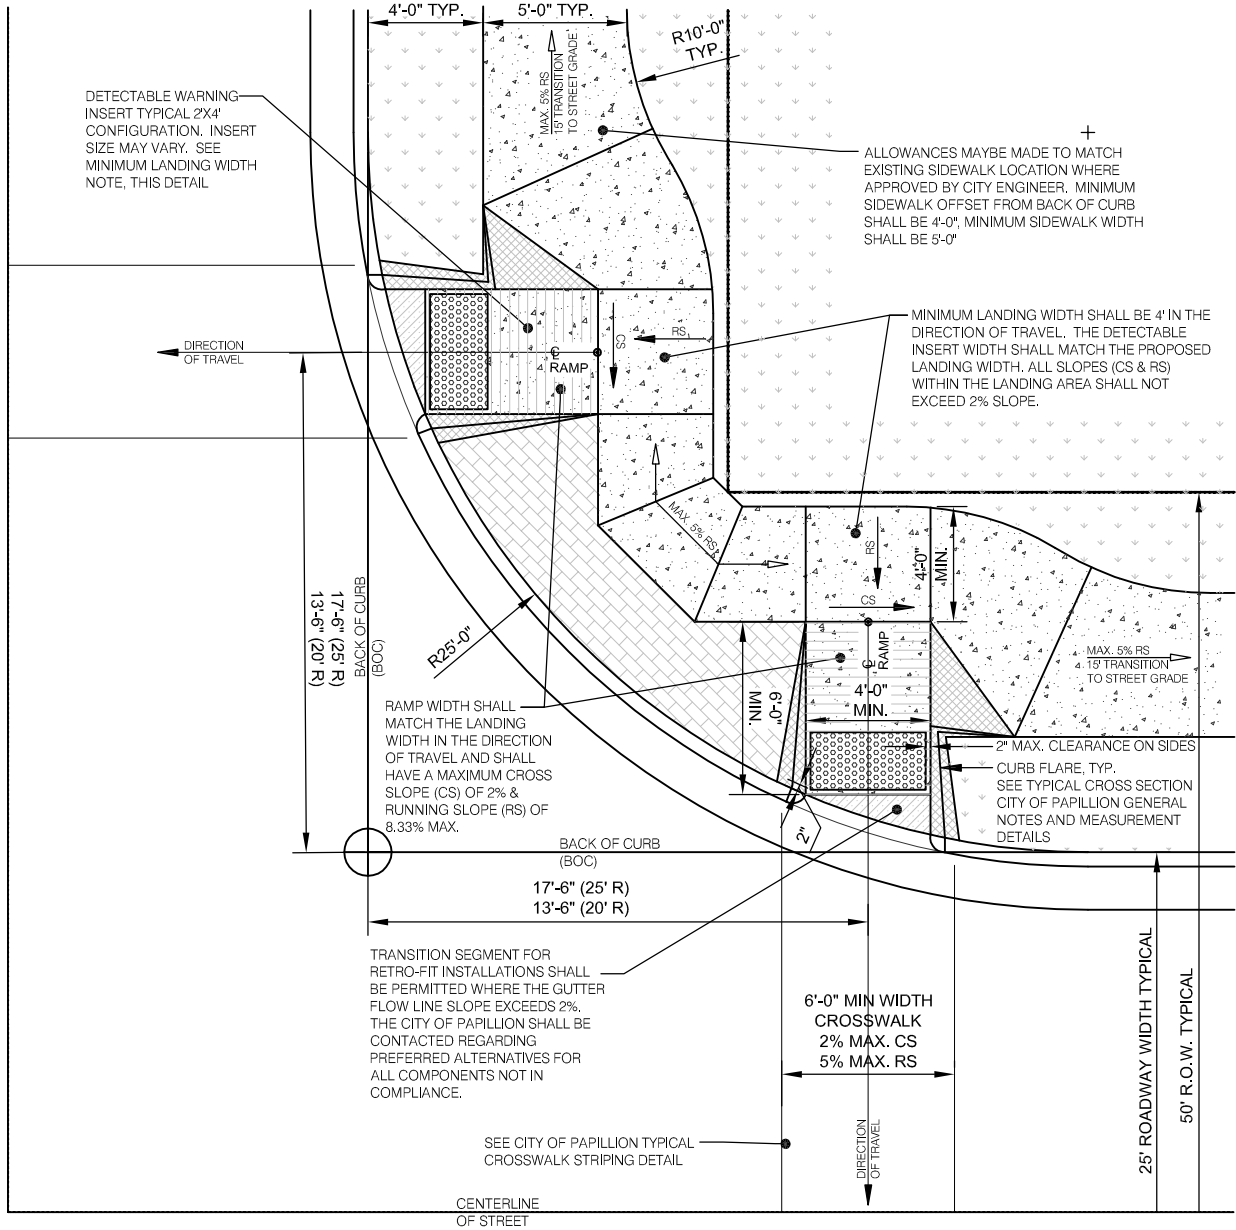 4'-0" TYP.
5'-0" TYP.
R10'-0"
TYP.
MAX. 5% RS
15' TRANSITION
TO STREET GRADE
DETECTABLE WARNING
INSERT TYPICAL 2'X4'
CONFIGURATION. INSERT
SIZE MAY VARY. SEE
MINIMUM LANDING WIDTH
NOTE, THIS DETAIL
ALLOWANCES MAYBE MADE TO MATCH
EXISTING SIDEWALK LOCATION WHERE
APPROVED BY CITY ENGINEER. MINIMUM
SIDEWALK OFFSET FROM BACK OF CURB
SHALL BE 4'-0", MINIMUM SIDEWALK WIDTH
SHALL BE 5'-0"
MINIMUM LANDING WIDTH SHALL BE 4' IN THE
DIRECTION OF TRAVEL. THE DETECTABLE
INSERT WIDTH SHALL MATCH THE PROPOSED
LANDING WIDTH. ALL SLOPES (CS & RS)
WITHIN THE LANDING AREA SHALL NOT
EXCEED 2% SLOPE.
DIRECTION
OF TRAVEL
℄
RAMP
CS
RS
MAX. 5% RS
RS
CS
4'-0"
MIN.
17'-6" (25' R)
13'-6" (20' R)
BACK OF CURB
(BOC)
R25'-0"
℄
RAMP
4'-0"
MIN.
6'-0"
MIN.
MAX. 5% RS
15' TRANSITION
TO STREET GRADE
RAMP WIDTH SHALL
MATCH THE LANDING
WIDTH IN THE DIRECTION
OF TRAVEL AND SHALL
HAVE A MAXIMUM CROSS
SLOPE (CS) OF 2% &
RUNNING SLOPE (RS) OF
8.33% MAX.
2" MAX. CLEARANCE ON SIDES
CURB FLARE, TYP.
SEE TYPICAL CROSS SECTION
CITY OF PAPILLION GENERAL
NOTES AND MEASUREMENT
DETAILS
2"
BACK OF CURB
(BOC)
17'-6" (25' R)
13'-6" (20' R)
TRANSITION SEGMENT FOR
RETRO-FIT INSTALLATIONS SHALL
BE PERMITTED WHERE THE GUTTER
FLOW LINE SLOPE EXCEEDS 2%.
THE CITY OF PAPILLION SHALL BE
CONTACTED REGARDING
PREFERRED ALTERNATIVES FOR
ALL COMPONENTS NOT IN
COMPLIANCE.
6'-0" MIN WIDTH
CROSSWALK
2% MAX. CS
5% MAX. RS
25' ROADWAY WIDTH TYPICAL
50' R.O.W. TYPICAL
SEE CITY OF PAPILLION TYPICAL
CROSSWALK STRIPING DETAIL
DIRECTION
OF TRAVEL
CENTERLINE
OF STREET